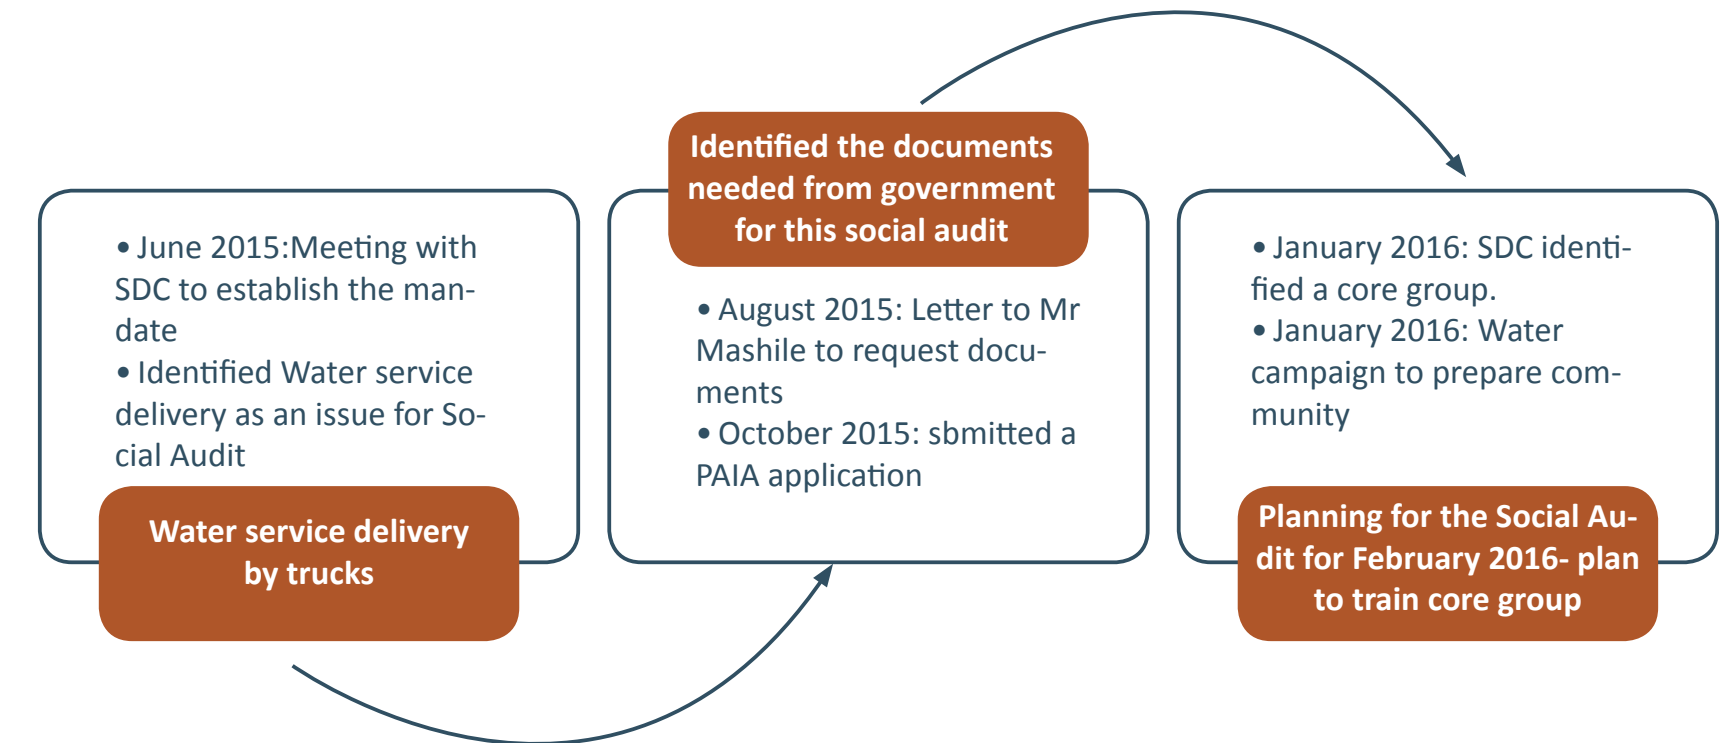 • June 2015:Meeting with
SDC to establish the man-
date
• Identified Water service
delivery as an issue for So-
cial Audit
Water service delivery
by trucks
Identified the documents
needed from government
for this social audit
• August 2015: Letter to Mr
Mashile to request docu-
ments
• October 2015: sbmitted a
PAIA application
• January 2016: SDC identi-
fied a core group.
• January 2016: Water
campaign to prepare com-
munity
Planning for the Social Au-
dit for February 2016- plan
to train core group